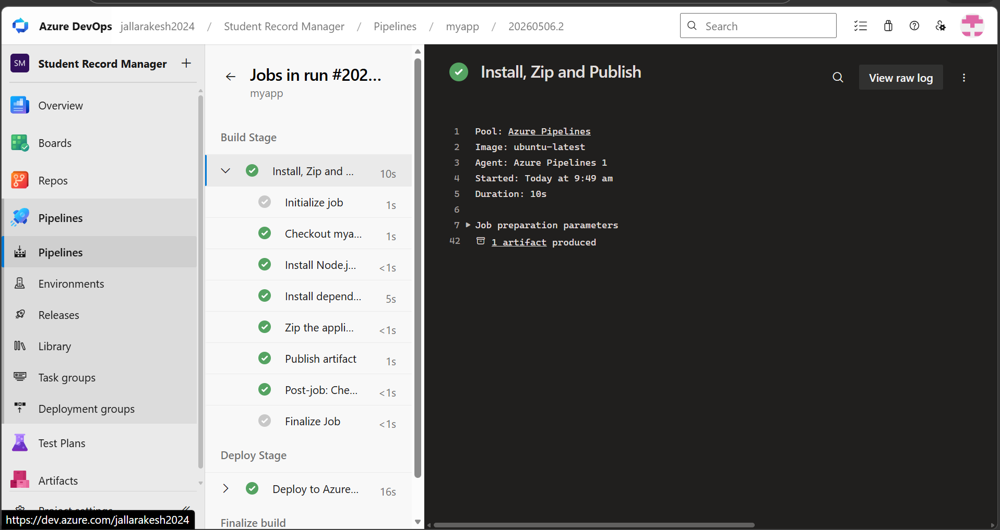 Azure DevOps jallarakesh2024 / Student Record Manager / Pipelines / myapp / 20260506.2
Search
SM Student Record Manager
Overview
Boards
Repos
Pipelines
Pipelines
Environments
Releases
Library
Task groups
Deployment groups
Test Plans
Artifacts
Project settings
https://dev.azure.com/jallarakesh2024
Jobs in run #202...
myapp
Build Stage
Install, Zip and ... 10s
Initialize job 1s
Checkout mya... 1s
Install Node.j... <1s
Install depend... 5s
Zip the appli... <1s
Publish artifact 1s
Post-job: Che... <1s
Finalize Job <1s
Deploy Stage
Deploy to Azure... 16s
Finalize build
Install, Zip and Publish
View raw log
1 Pool: Azure Pipelines
2 Image: ubuntu-latest
3 Agent: Azure Pipelines 1
4 Started: Today at 9:49 am
5 Duration: 10s
6
7 Job preparation parameters
42 1 artifact produced